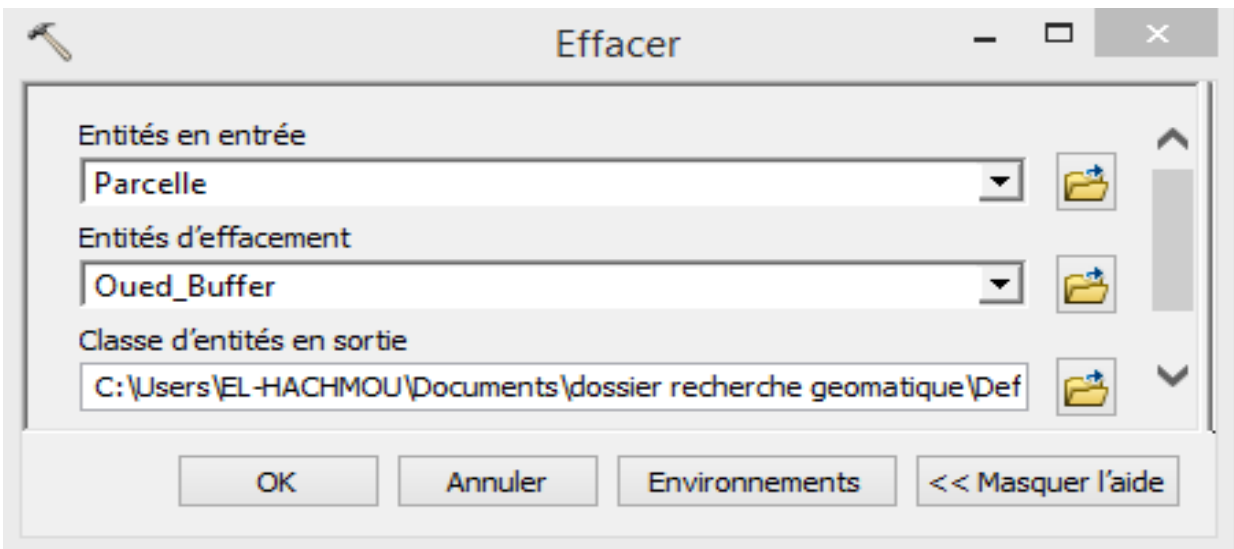 Effacer
Entités en entrée
Parcelle
Entités d'effacement
Oued_Buffer
Classe d'entités en sortie
C:\Users\EL-HACHMOU\Documents\dossier recherche geomatique\Def
OK Annuler Environnements << Masquer l'aide